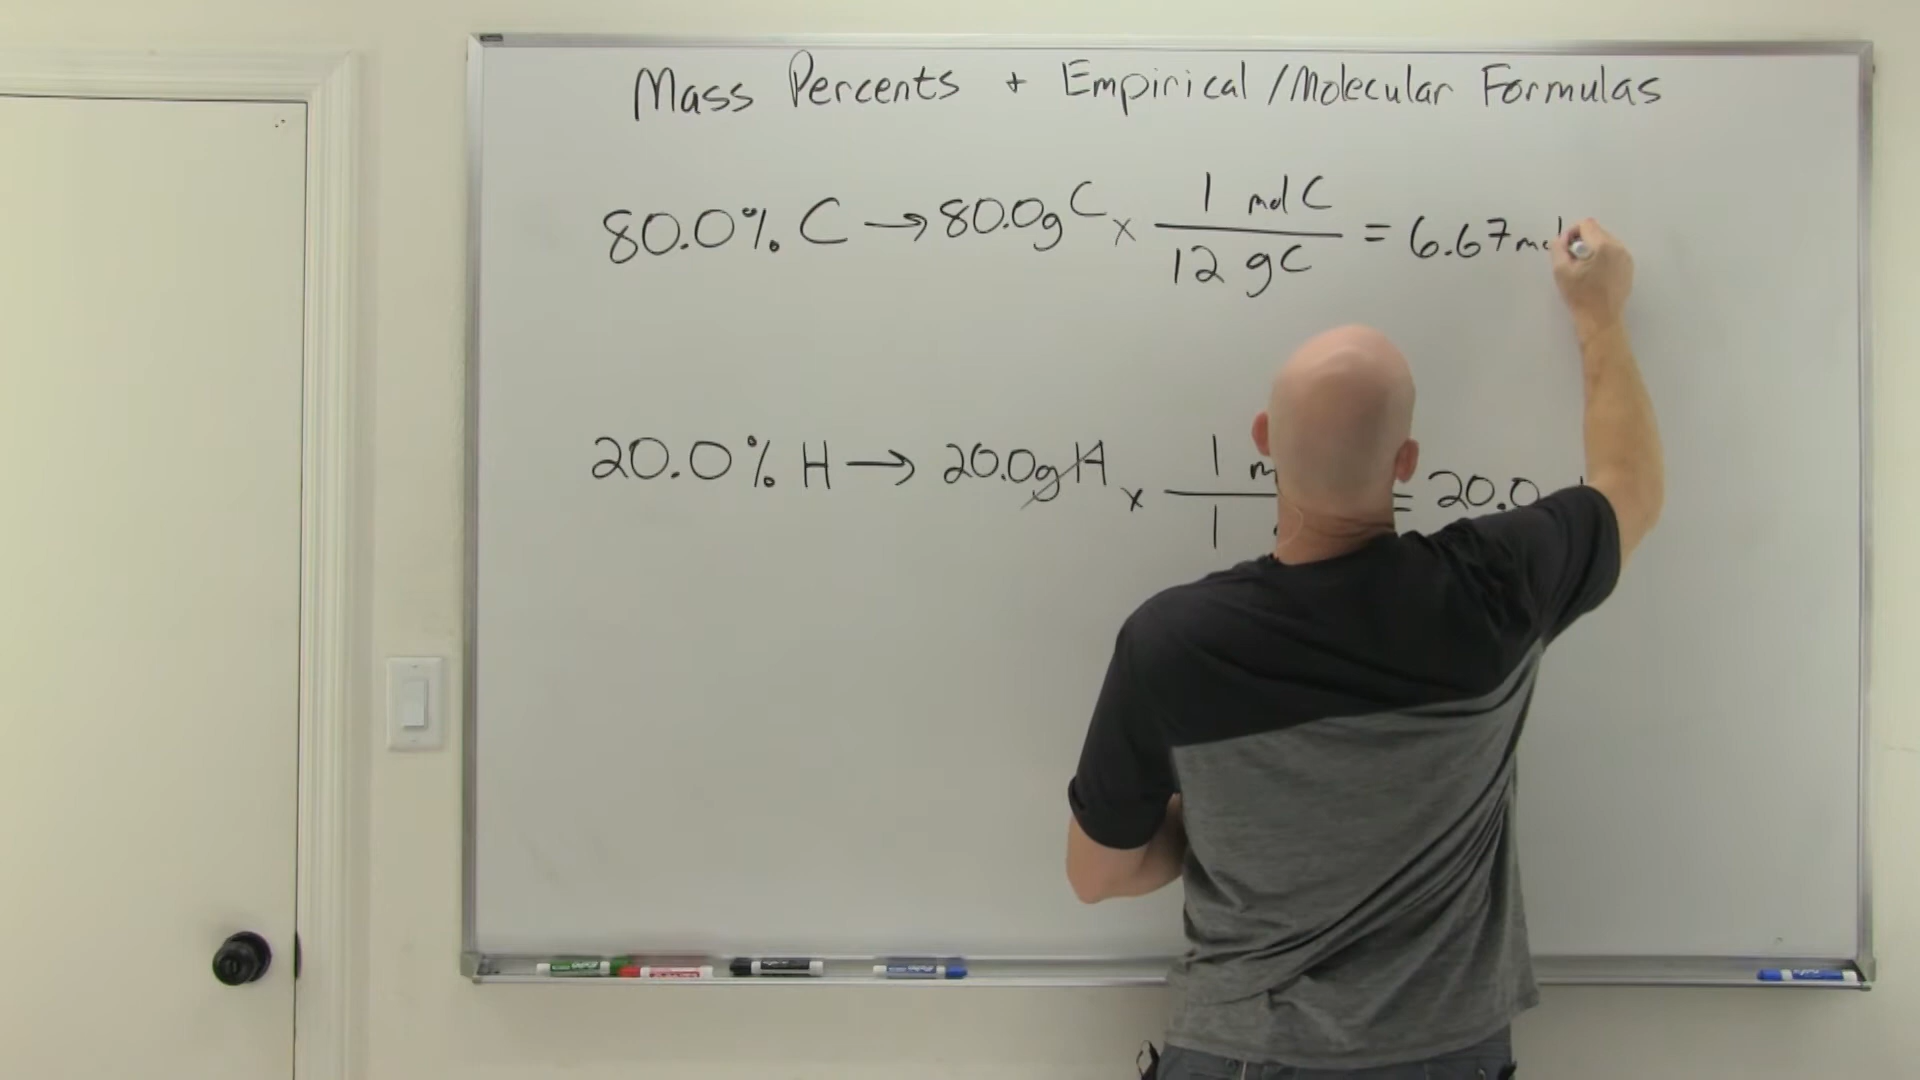 Mass Percents + Empirical/Molecular Formulas
80.0% C → 80.0g C x 1 mol C / 12 g C = 6.67 mol
20.0% H → 20.0g H x 1 / 1 = 20.0